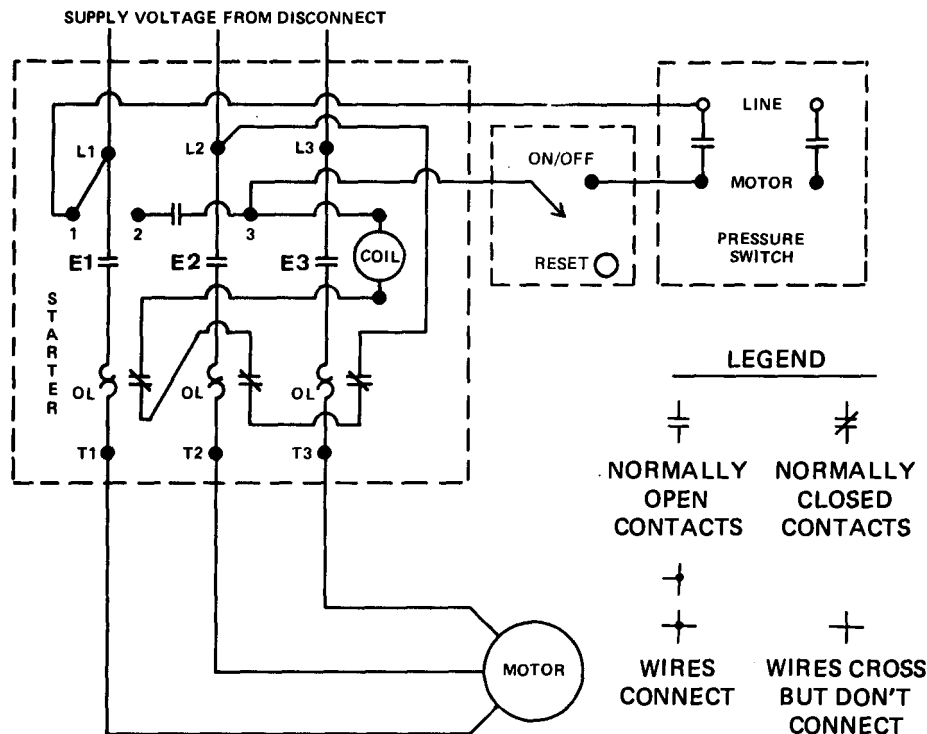 SUPPLY VOLTAGE FROM DISCONNECT
LINE
L1
L2
L3
ON/OFF
MOTOR
1
2
3
PRESSURE
SWITCH
E1
E2
E3
COIL
RESET
STARTER
OL
OL
OL
T1
T2
T3
MOTOR
LEGEND
NORMALLY
OPEN
CONTACTS
NORMALLY
CLOSED
CONTACTS
WIRES
CONNECT
WIRES CROSS
BUT DON'T
CONNECT